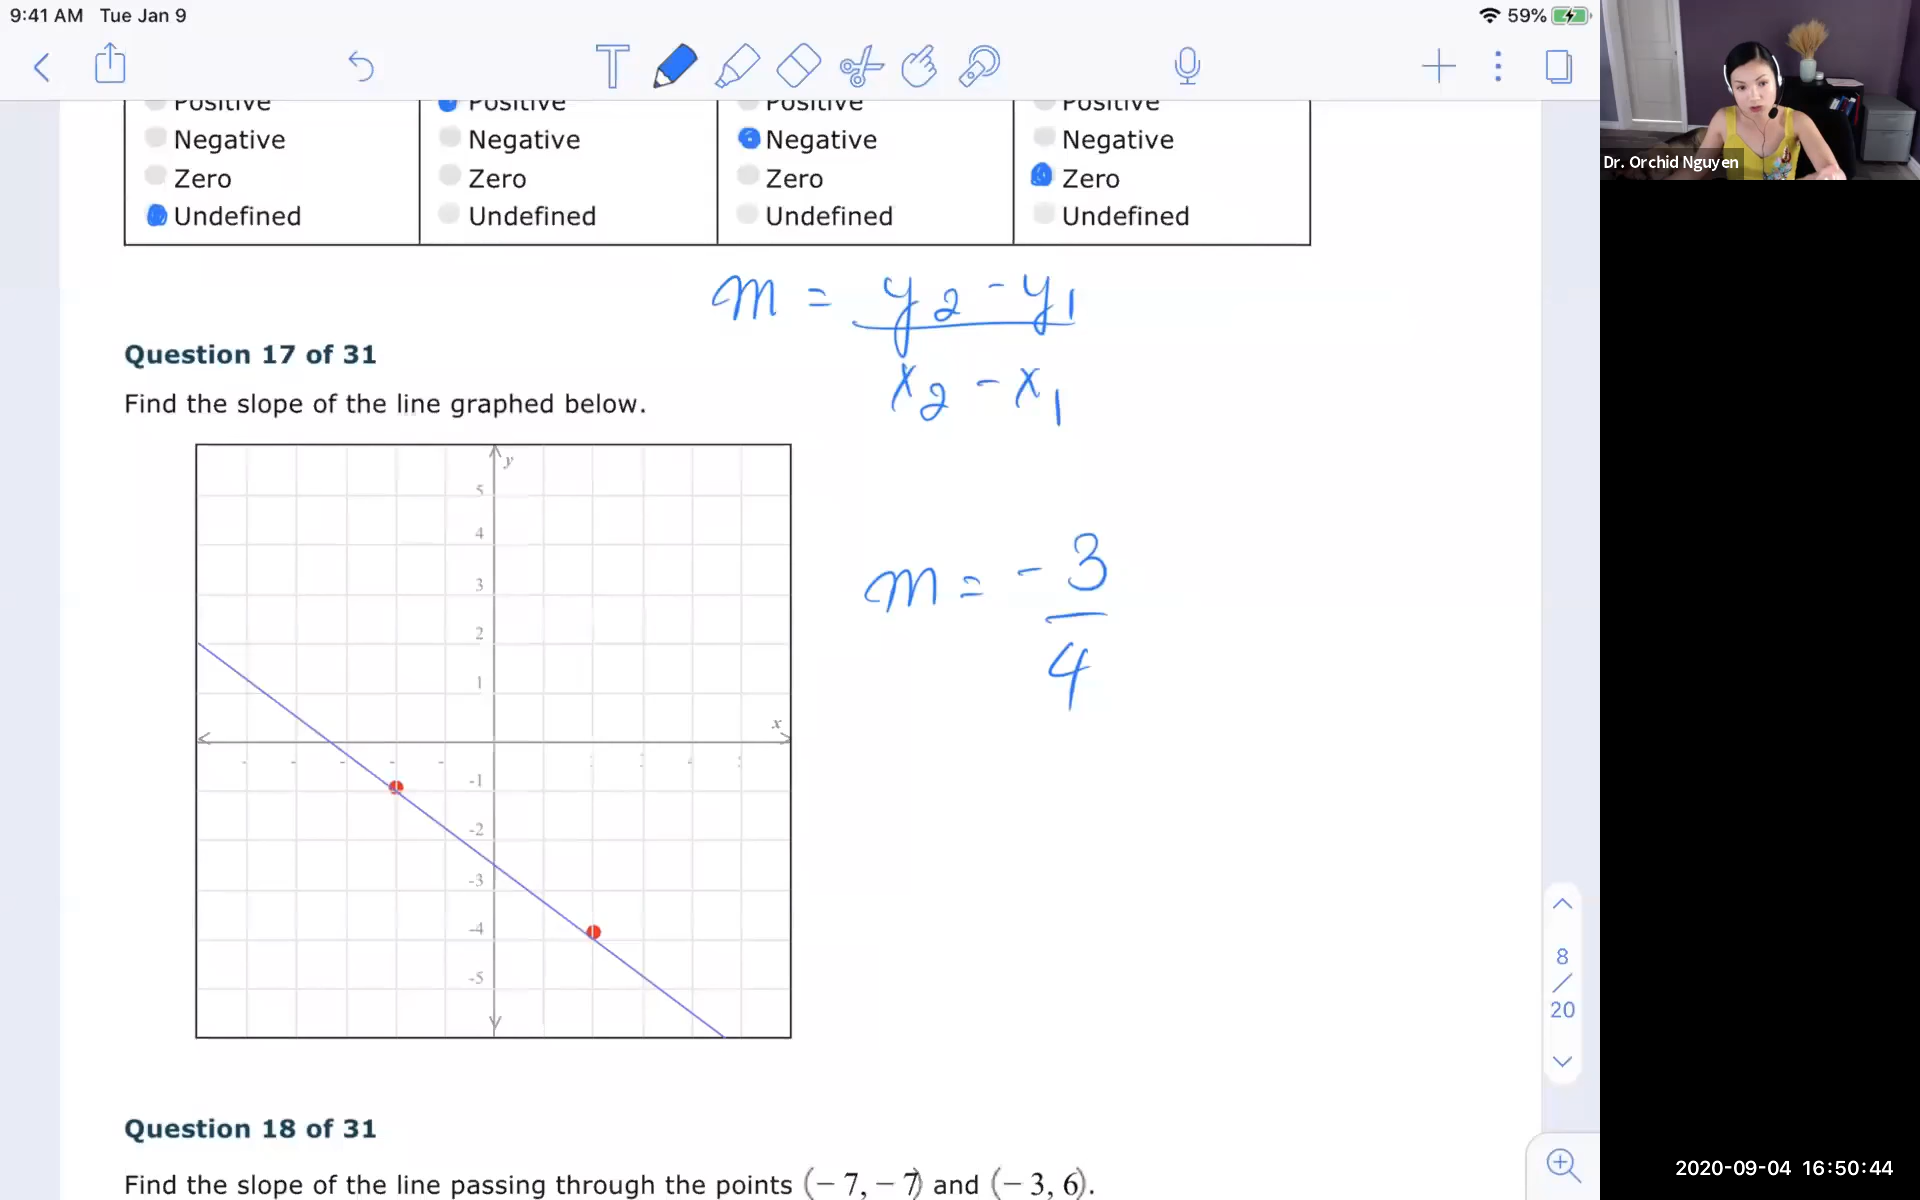 9:41 AM Tue Jan 9
59%
Positive Positive Positive Positive
Negative Negative Negative Negative
Zero Zero Zero Zero
Undefined Undefined Undefined Undefined
m = y2 - y1
x2 - x1
Question 17 of 31
Find the slope of the line graphed below.
y
5
4
3
2
1
x
-1
-2
-3
-4
-5
m = - 3
4
Question 18 of 31
Find the slope of the line passing through the points (− 7, − 7) and (− 3, 6).
8
/
20
Dr. Orchid Nguyen
2020-09-04 16:50:44